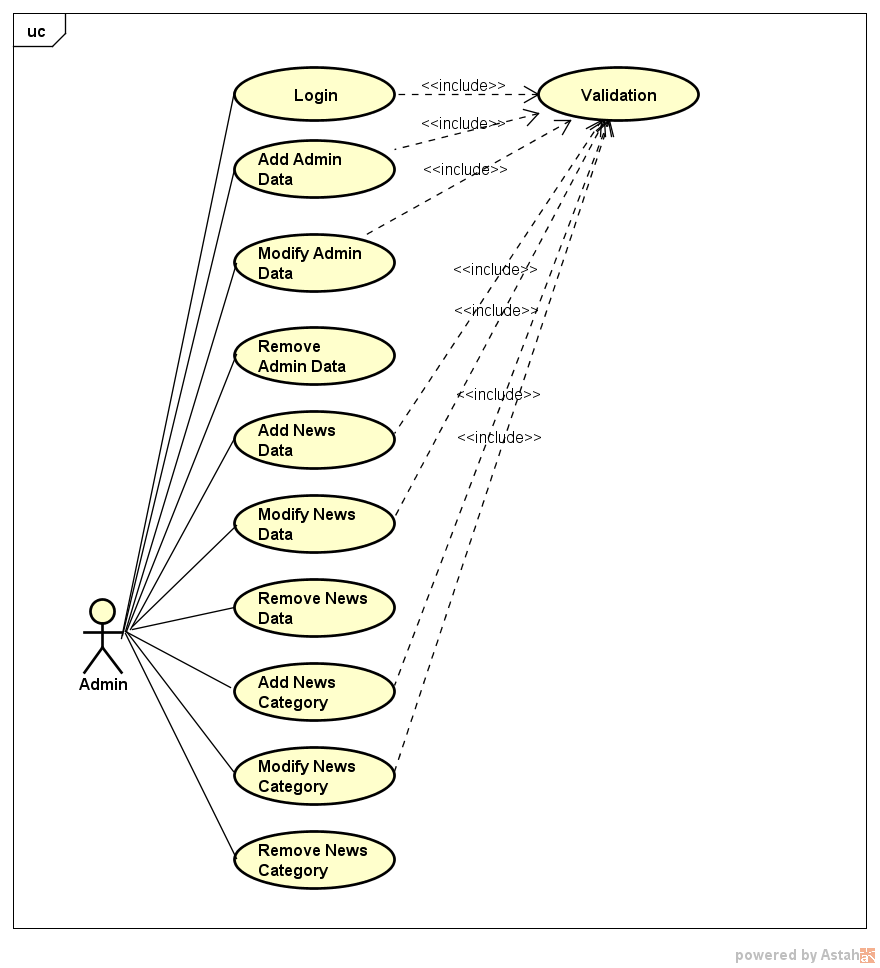 uc
Login
<<include>>
Validation
Add Admin
Data
<<include>>
Modify Admin
Data
<<include>>
Remove
Admin Data
Add News
Data
<<include>>
Modify News
Data
<<include>>
Remove News
Data
Add News
Category
<<include>>
Modify News
Category
<<include>>
Remove News
Category
Admin
powered by Astah